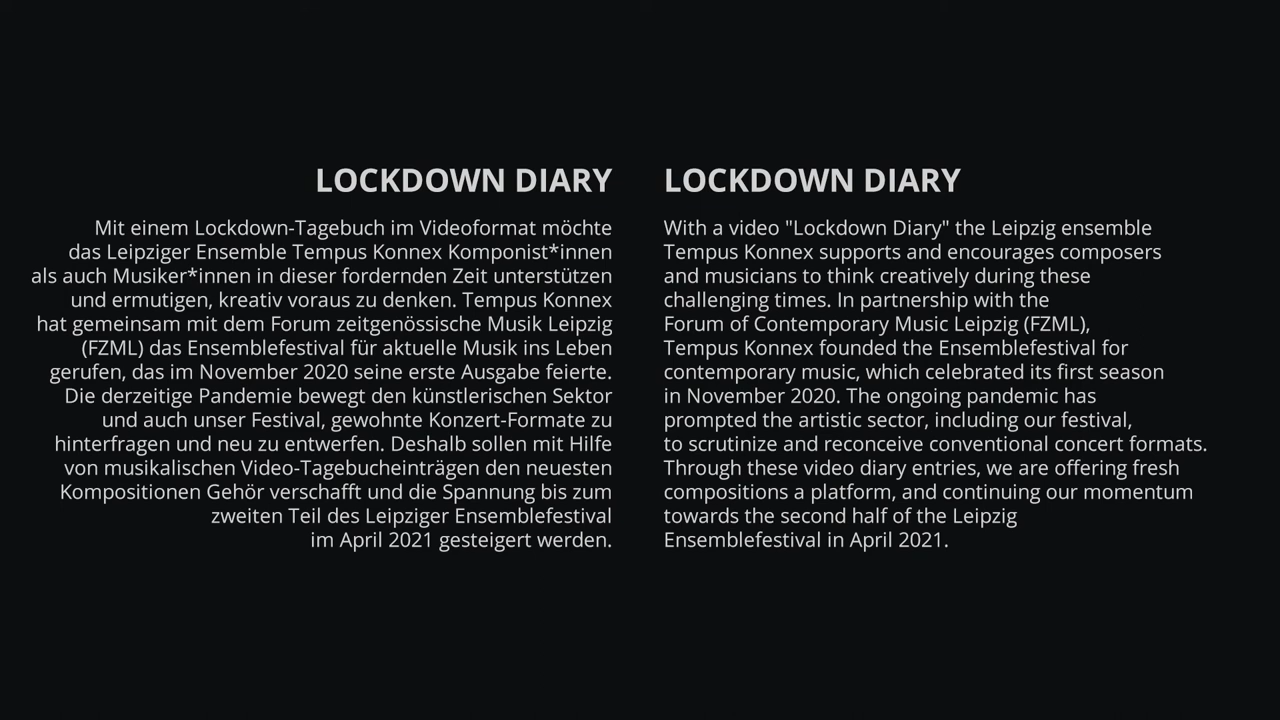 LOCKDOWN DIARY
Mit einem Lockdown-Tagebuch im Videoformat möchte
das Leipziger Ensemble Tempus Konnex Komponist*innen
als auch Musiker*innen in dieser fordernden Zeit unterstützen
und ermutigen, kreativ voraus zu denken. Tempus Konnex
hat gemeinsam mit dem Forum zeitgenössische Musik Leipzig
(FZML) das Ensemblefestival für aktuelle Musik ins Leben
gerufen, das im November 2020 seine erste Ausgabe feierte.
Die derzeitige Pandemie bewegt den künstlerischen Sektor
und auch unser Festival, gewohnte Konzert-Formate zu
hinterfragen und neu zu entwerfen. Deshalb sollen mit Hilfe
von musikalischen Video-Tagebucheinträgen den neuesten
Kompositionen Gehör verschafft und die Spannung bis zum
zweiten Teil des Leipziger Ensemblefestival
im April 2021 gesteigert werden.
LOCKDOWN DIARY
With a video "Lockdown Diary" the Leipzig ensemble
Tempus Konnex supports and encourages composers
and musicians to think creatively during these
challenging times. In partnership with the
Forum of Contemporary Music Leipzig (FZML),
Tempus Konnex founded the Ensemblefestival for
contemporary music, which celebrated its first season
in November 2020. The ongoing pandemic has
prompted the artistic sector, including our festival,
to scrutinize and reconceive conventional concert formats.
Through these video diary entries, we are offering fresh
compositions a platform, and continuing our momentum
towards the second half of the Leipzig
Ensemblefestival in April 2021.